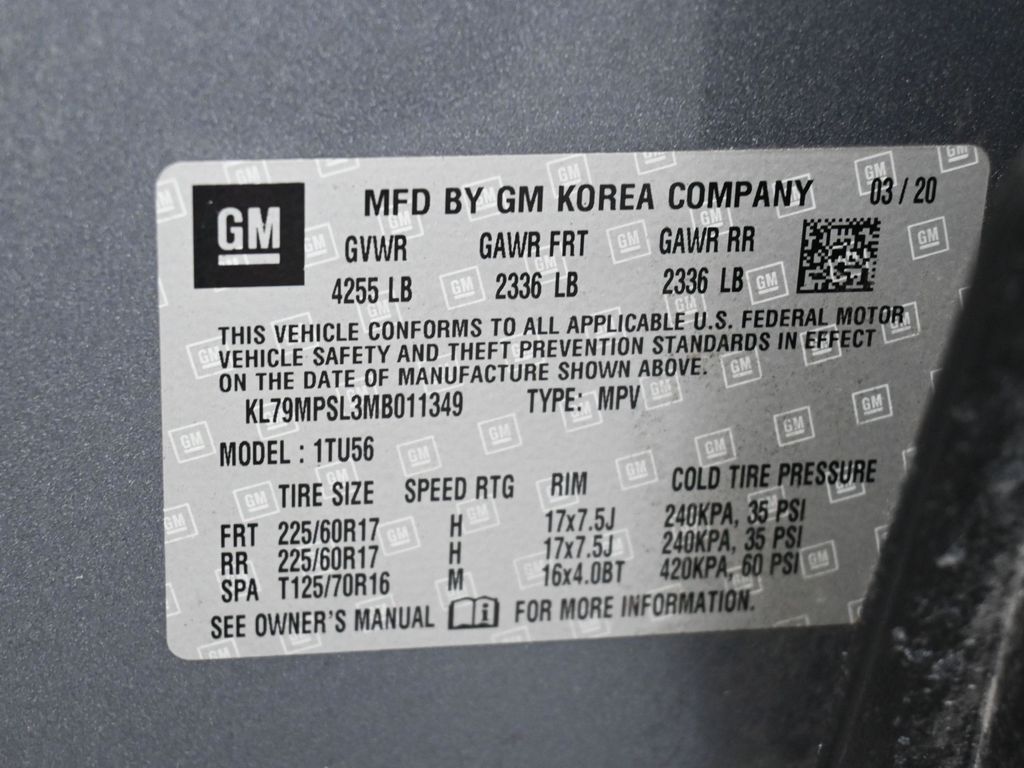 GM
MFD BY GM KOREA COMPANY 03 / 20
GVWR GAWR FRT GAWR RR
4255 LB 2336 LB 2336 LB
THIS VEHICLE CONFORMS TO ALL APPLICABLE U.S. FEDERAL MOTOR
VEHICLE SAFETY AND THEFT PREVENTION STANDARDS IN EFFECT
ON THE DATE OF MANUFACTURE SHOWN ABOVE.
KL79MPSL3MB011349 TYPE: MPV
MODEL : 1TU56
TIRE SIZE SPEED RTG RIM COLD TIRE PRESSURE
FRT 225/60R17 H 17x7.5J 240KPA, 35 PSI
RR 225/60R17 H 17x7.5J 240KPA, 35 PSI
SPA T125/70R16 M 16x4.0BT 420KPA, 60 PSI
SEE OWNER'S MANUAL FOR MORE INFORMATION.